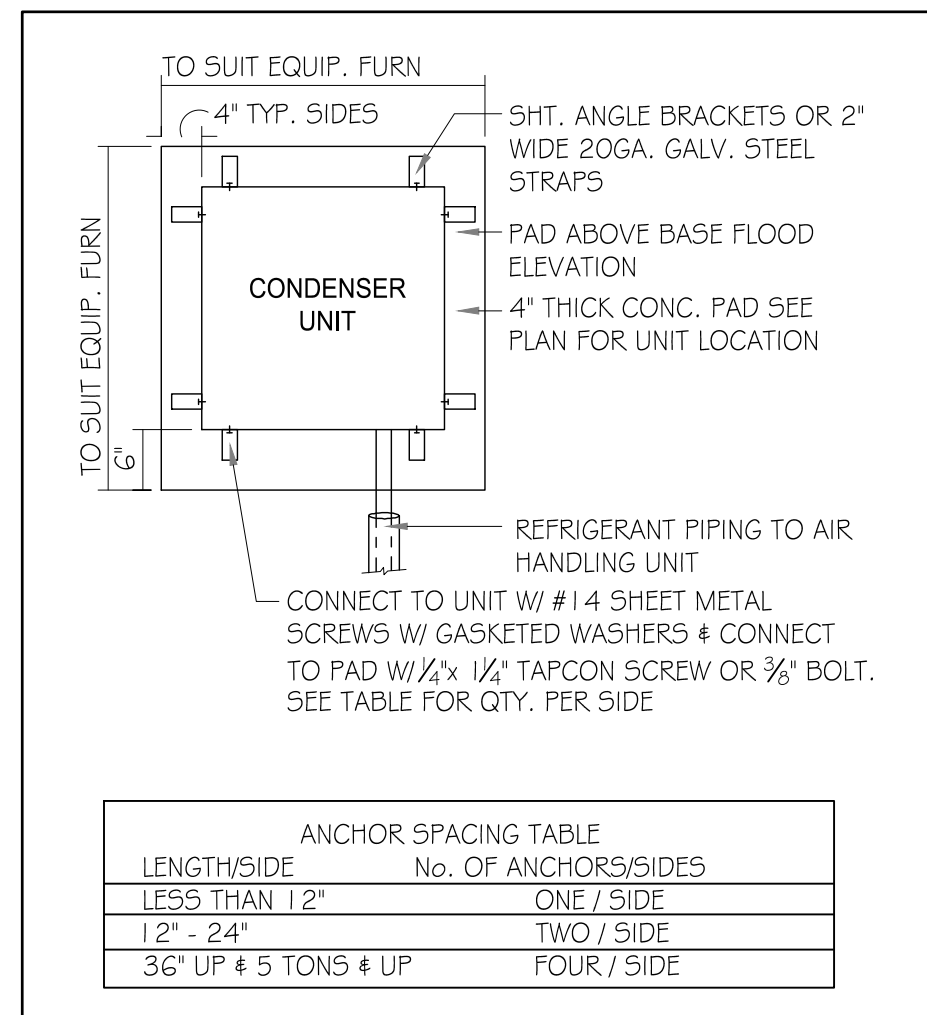 TO SUIT EQUIP. FURN
4" TYP. SIDES
SHT. ANGLE BRACKETS OR 2"
WIDE 20GA. GALV. STEEL
STRAPS
TO SUIT EQUIP. FURN
PAD ABOVE BASE FLOOD
ELEVATION
CONDENSER
UNIT
4" THICK CONC. PAD SEE
PLAN FOR UNIT LOCATION
6"
REFRIGERANT PIPING TO AIR
HANDLING UNIT
CONNECT TO UNIT W/ #14 SHEET METAL
SCREWS W/ GASKETED WASHERS & CONNECT
TO PAD W/ 1/4"x 1 1/4" TAPCON SCREW OR 3/8" BOLT.
SEE TABLE FOR QTY. PER SIDE
ANCHOR SPACING TABLE
LENGTH/SIDE No. OF ANCHORS/SIDES
LESS THAN 12" ONE / SIDE
12" - 24" TWO / SIDE
36" UP & 5 TONS & UP FOUR / SIDE